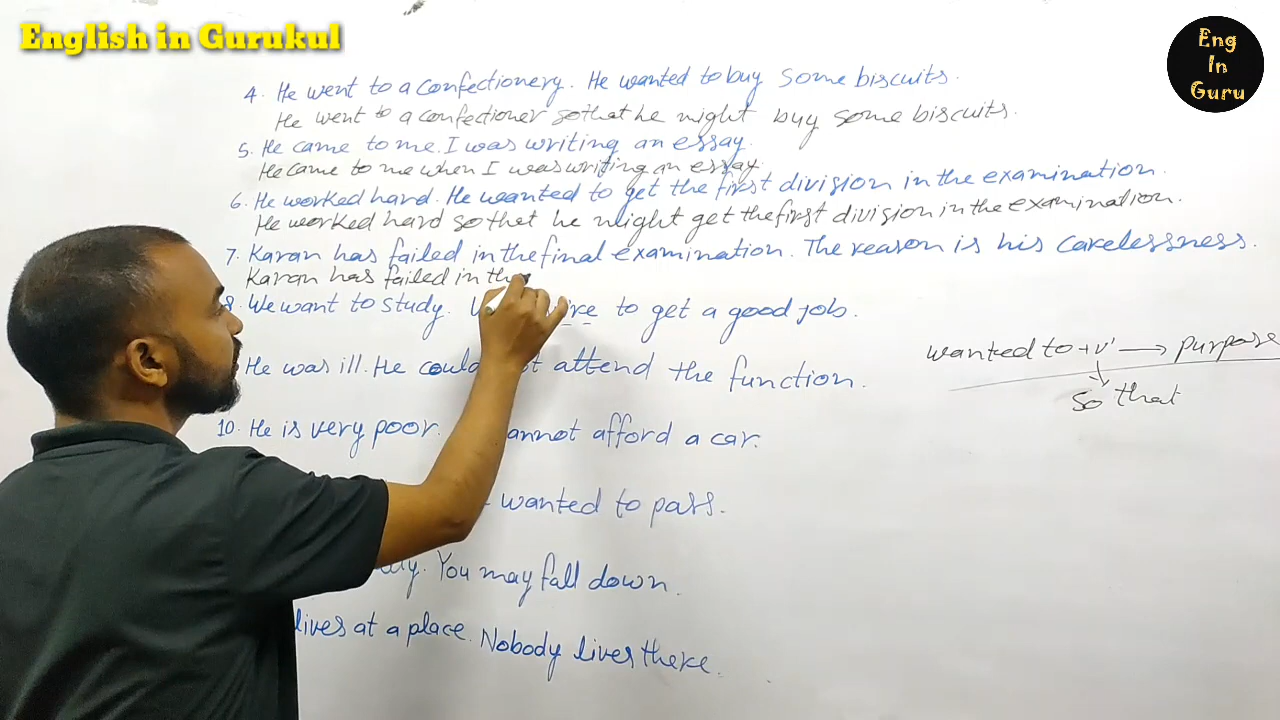 English in Gurukul
Eng
In
Guru
4. He went to a confectionery. He wanted to buy some biscuits.
He went to a confectioner so that he might buy some biscuits.
5. He came to me. I was writing an essay.
He came to me when I was writing an essay.
6. He worked hard. He wanted to get the first division in the examination.
He worked hard so that he might get the first division in the examination.
7. Karan has failed in the final examination. The reason is his carelessness.
Karan has failed in th
8. We want to study. to get a good job.
He was ill. He could attend the function.
10. He is very poor. cannot afford a car.
wanted to pass.
You may fall down.
lives at a place. Nobody lives there.
wanted to + v' → purpose
so that